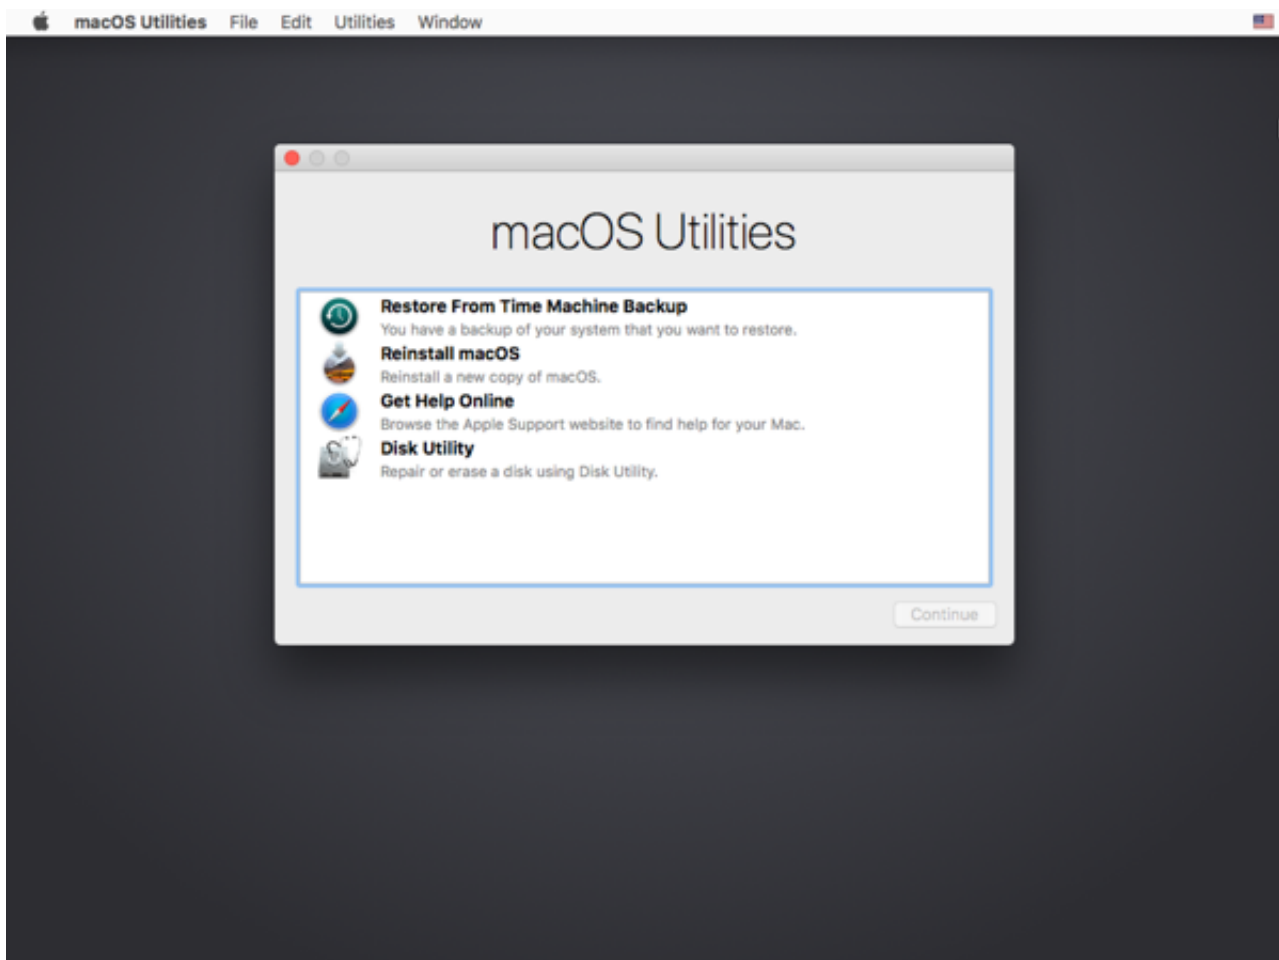 macOS Utilities File Edit Utilities Window
macOS Utilities
Restore From Time Machine Backup
You have a backup of your system that you want to restore.
Reinstall macOS
Reinstall a new copy of macOS.
Get Help Online
Browse the Apple Support website to find help for your Mac.
Disk Utility
Repair or erase a disk using Disk Utility.
Continue